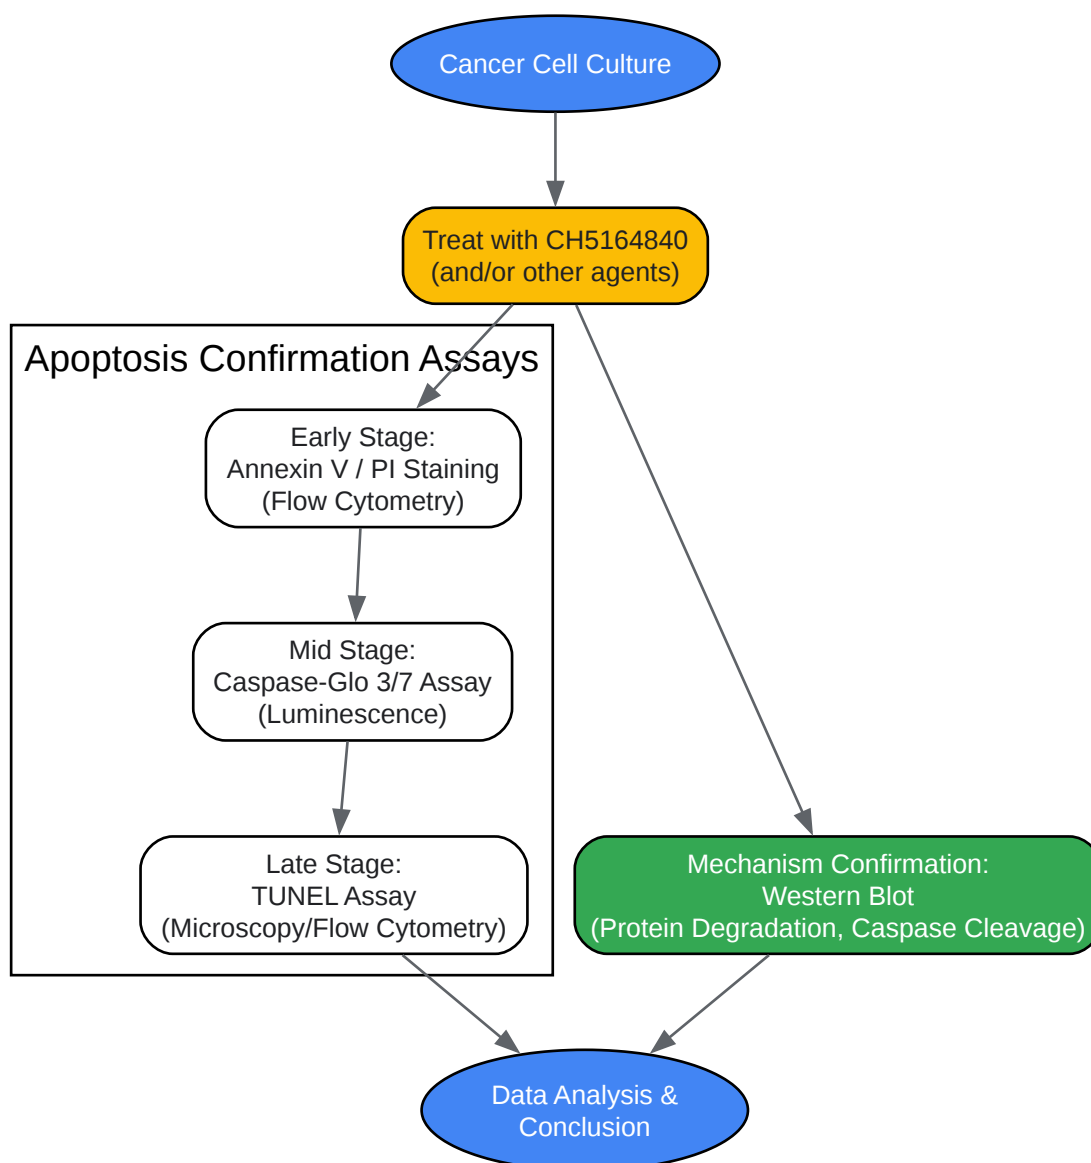 Cancer Cell Culture
Treat with CH5164840
(and/or other agents)
Apoptosis Confirmation Assays
Early Stage:
Annexin V / PI Staining
(Flow Cytometry)
Mid Stage:
Caspase-Glo 3/7 Assay
(Luminescence)
Late Stage:
TUNEL Assay
(Microscopy/Flow Cytometry)
Mechanism Confirmation:
Western Blot
(Protein Degradation, Caspase Cleavage)
Data Analysis &
Conclusion